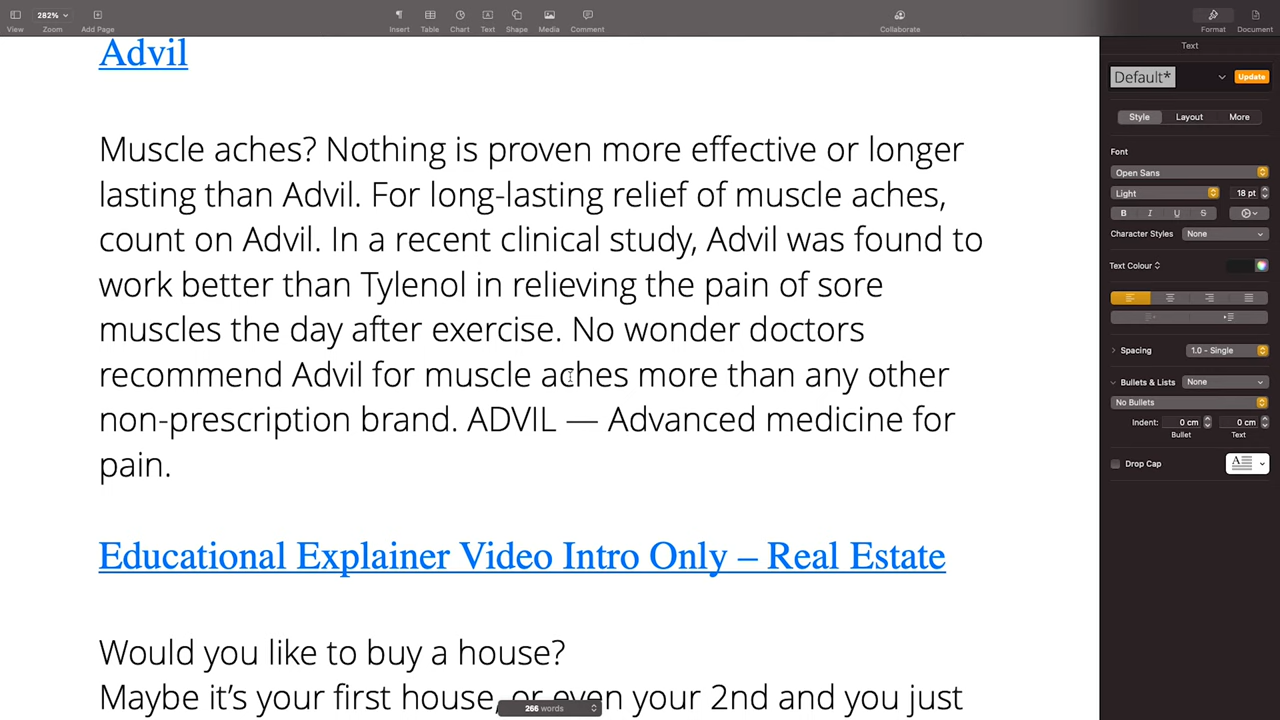 282%
View
Zoom
Add Page
Insert
Table
Chart
Text
Shape
Media
Comment
Collaborate
Format
Document
Advil
Muscle aches? Nothing is proven more effective or longer
lasting than Advil. For long-lasting relief of muscle aches,
count on Advil. In a recent clinical study, Advil was found to
work better than Tylenol in relieving the pain of sore
muscles the day after exercise. No wonder doctors
recommend Advil for muscle aches more than any other
non-prescription brand. ADVIL — Advanced medicine for
pain.
Educational Explainer Video Intro Only – Real Estate
Would you like to buy a house?
Maybe it’s your first house, or even your 2nd and you just
266 words
Text
Default*
Update
Style
Layout
More
Font
Open Sans
Light
18 pt
B I U S
Character Styles
None
Text Colour
Spacing
1.0 - Single
Bullets & Lists
None
No Bullets
Indent:
0 cm
0 cm
Bullet
Text
Drop Cap
A